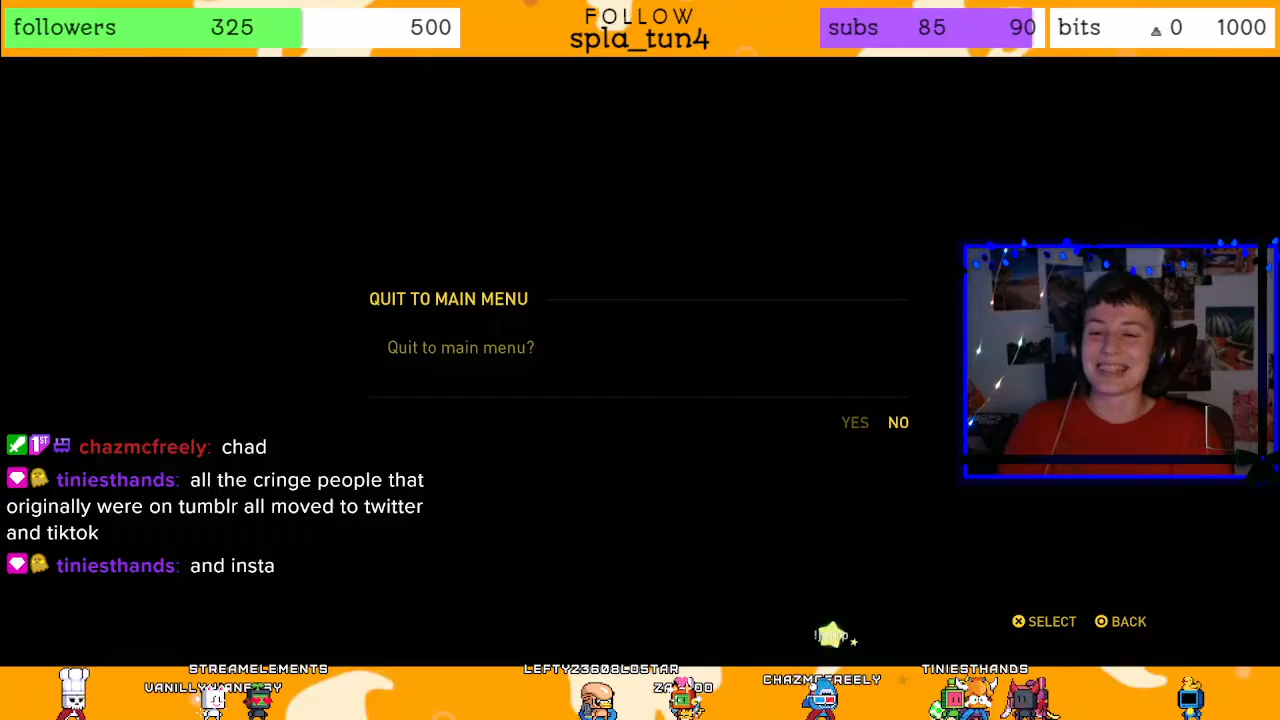 followers 325 500
FOLLOW
spla_tun4
subs 85 90
bits 0 1000
QUIT TO MAIN MENU
Quit to main menu?
YES NO
chazmcfreely: chad
tiniesthands: all the cringe people that
originally were on tumblr all moved to twitter
and tiktok
tiniesthands: and insta
!jump
SELECT BACK
STREAMELEMENTS
CHAZMCFREELY
TINIESTHANDS